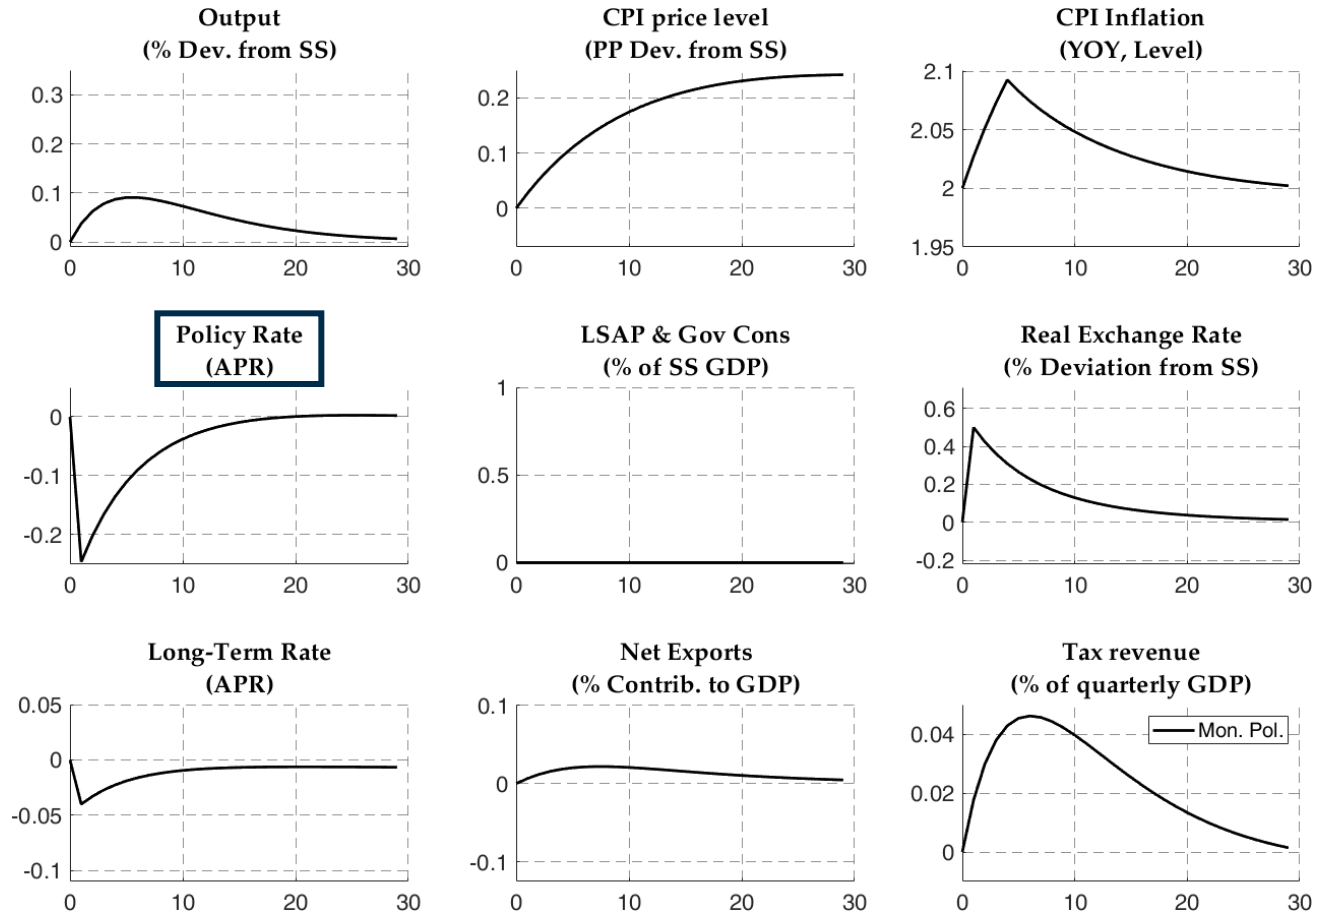 Output
(% Dev. from SS)
0.3
0.2
0.1
0
0 10 20 30
CPI price level
(PP Dev. from SS)
0.2
0.1
0
0 10 20 30
CPI Inflation
(YOY, Level)
2.1
2.05
2
1.95
0 10 20 30
Policy Rate
(APR)
0
-0.1
-0.2
0 10 20 30
LSAP & Gov Cons
(% of SS GDP)
1
0.5
0
0 10 20 30
Real Exchange Rate
(% Deviation from SS)
0.6
0.4
0.2
0
-0.2
0 10 20 30
Long-Term Rate
(APR)
0.05
0
-0.05
-0.1
0 10 20 30
Net Exports
(% Contrib. to GDP)
0.1
0
-0.1
0 10 20 30
Tax revenue
(% of quarterly GDP)
Mon. Pol.
0.04
0.02
0
0 10 20 30